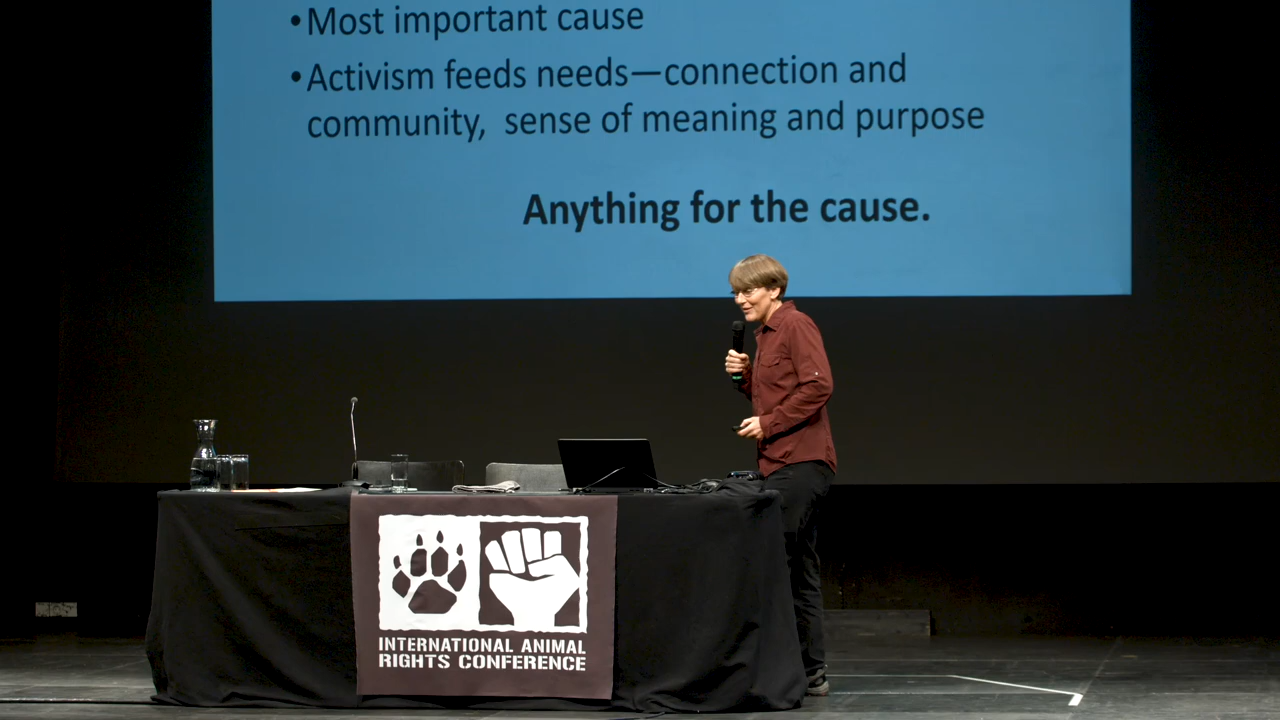 •Most important cause
•Activism feeds needs—connection and
community, sense of meaning and purpose
Anything for the cause.
INTERNATIONAL ANIMAL
RIGHTS CONFERENCE